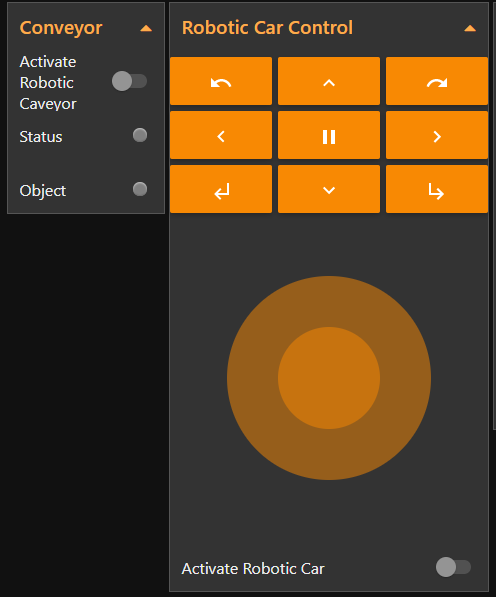 Conveyor
Activate
Robotic
Caveyor
Status
Object
Robotic Car Control
Activate Robotic Car